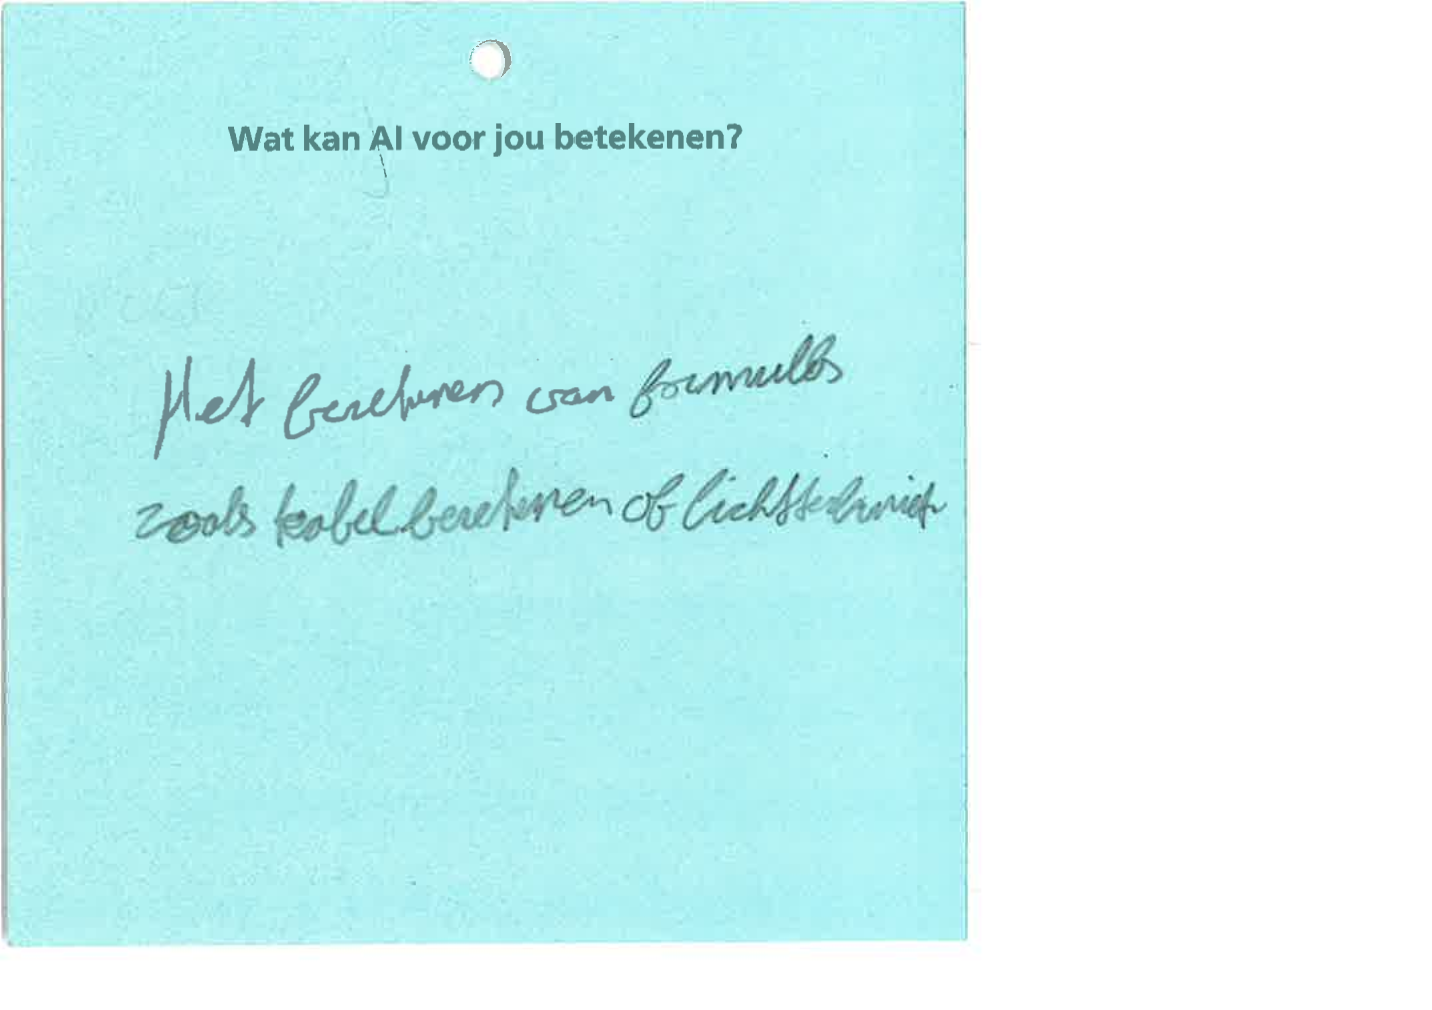 Wat kan AI voor jou betekenen?
Het berekenen van formules
zoals kabel berekenen of lichttechniek